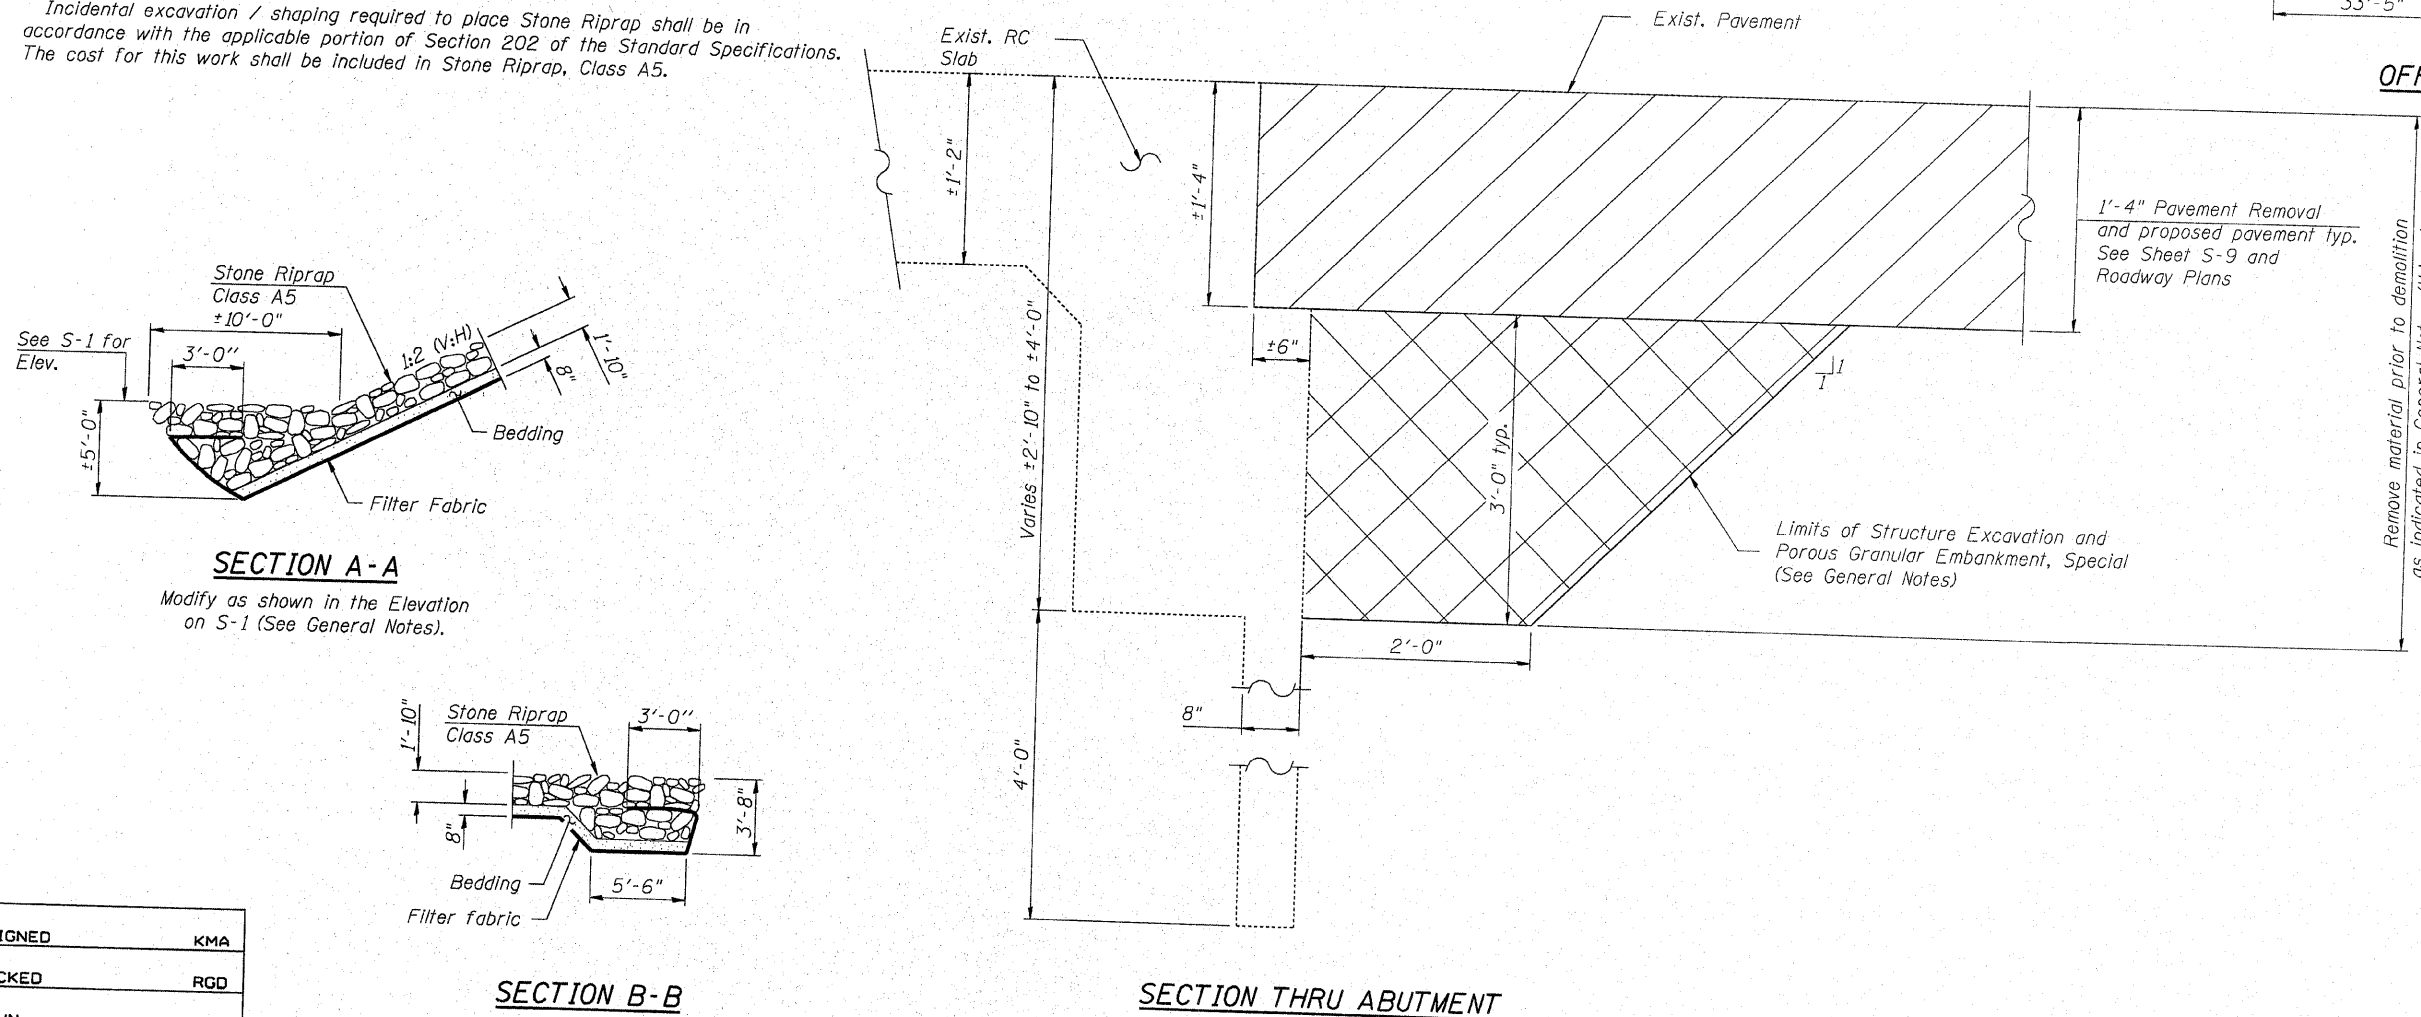 Incidental excavation / shaping required to place Stone Riprap shall be in
accordance with the applicable portion of Section 202 of the Standard Specifications.
The cost for this work shall be included in Stone Riprap, Class A5.
Stone Riprap
Class A5
±10'-0"
See S-1 for
Elev.
3'-0"
1:2 (V:H)
8"
1'-10"
±5'-0"
Bedding
Filter Fabric
SECTION A-A
Modify as shown in the Elevation
on S-1 (See General Notes).
1'-10"
Stone Riprap
Class A5
3'-0"
8"
3'-8"
Bedding
5'-6"
Filter fabric
SECTION B-B
KMA
RGD
Exist. RC
Slab
Exist. Pavement
33'-5"
±1'-2"
±1'-4"
Varies ±2'-10" to ±4'-0"
±6"
3'-0" typ.
1
1
1'-4" Pavement Removal
and proposed pavement typ.
See Sheet S-9 and
Roadway Plans
Limits of Structure Excavation and
Porous Granular Embankment, Special
(See General Notes)
Remove material prior to demolition
as indicated in General
2'-0"
8"
4'-0"
SECTION THRU ABUTMENT